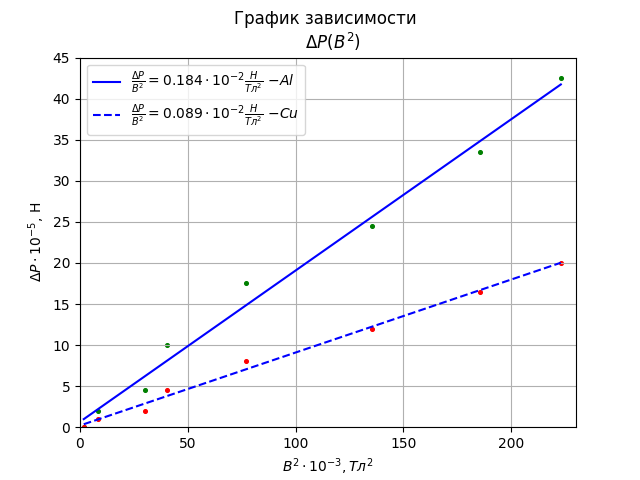 График зависимости
ΔP(B²)
ΔP/B² = 0.184 · 10⁻² Н/Тл² −Al
ΔP/B² = 0.089 · 10⁻² Н/Тл² −Cu
45
40
35
30
25
20
15
10
5
0
ΔP · 10⁻⁵, Н
0 50 100 150 200
B² · 10⁻³, Тл²